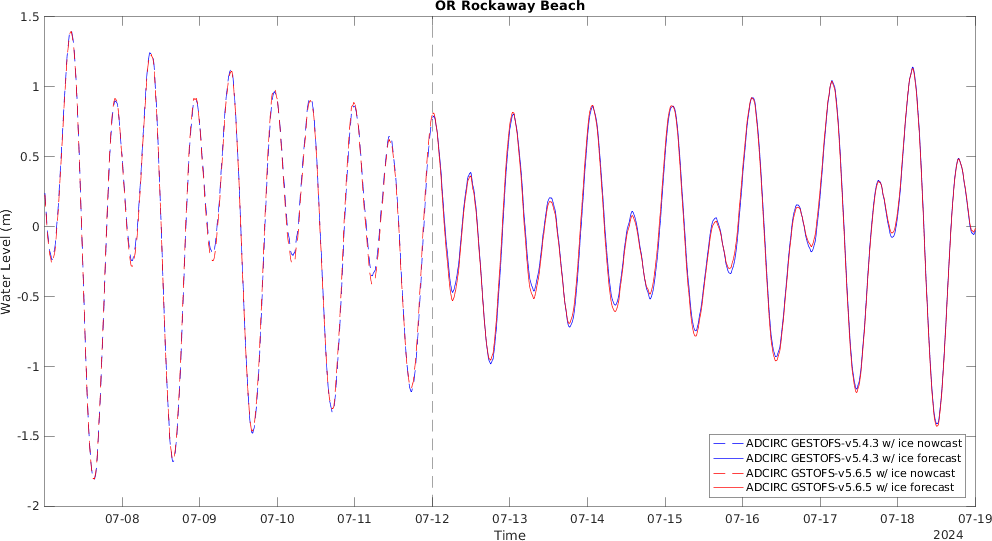 OR Rockaway Beach
1.5
1
0.5
0
-0.5
-1
-1.5
-2
Water Level (m)
ADCIRC GESTOFS-v5.4.3 w/ ice nowcast
ADCIRC GESTOFS-v5.4.3 w/ ice forecast
ADCIRC GSTOFS-v5.6.5 w/ ice nowcast
ADCIRC GSTOFS-v5.6.5 w/ ice forecast
07-08 07-09 07-10 07-11 07-12 07-13 07-14 07-15 07-16 07-17 07-18 07-19
Time
2024